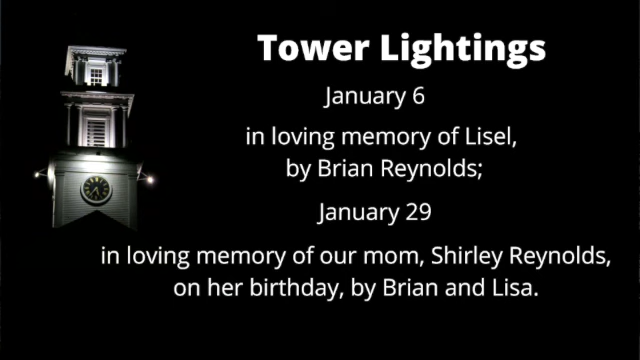 Tower Lightings
January 6
in loving memory of Lisel,
by Brian Reynolds;
January 29
in loving memory of our mom, Shirley Reynolds,
on her birthday, by Brian and Lisa.